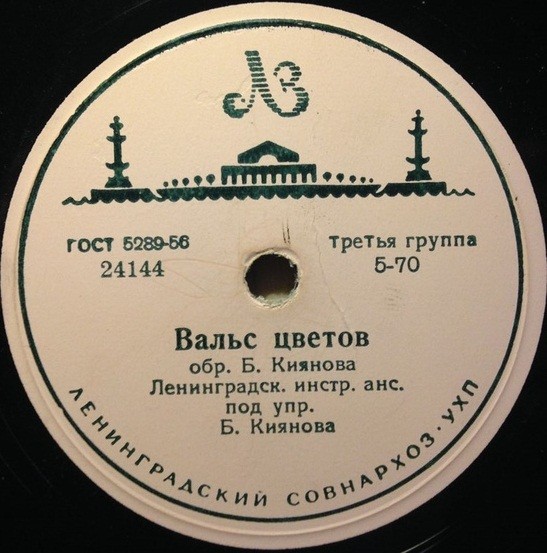 ЛЗ
ГОСТ 5289-56
24144
третья группа
5-70
Вальс цветов
обр. Б. Киянова
Ленинградск. инстр. анс.
под упр.
Б. Киянова
ЛЕНИНГРАДСКИЙ СОВНАРХОЗ · УХП